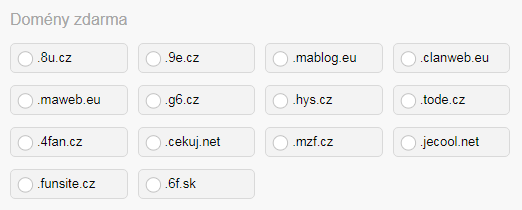 Domény zdarma
.8u.cz .9e.cz .mablog.eu .clanweb.eu
.maweb.eu .g6.cz .hys.cz .tode.cz
.4fan.cz .cekuj.net .mzf.cz .jecool.net
.funsite.cz .6f.sk